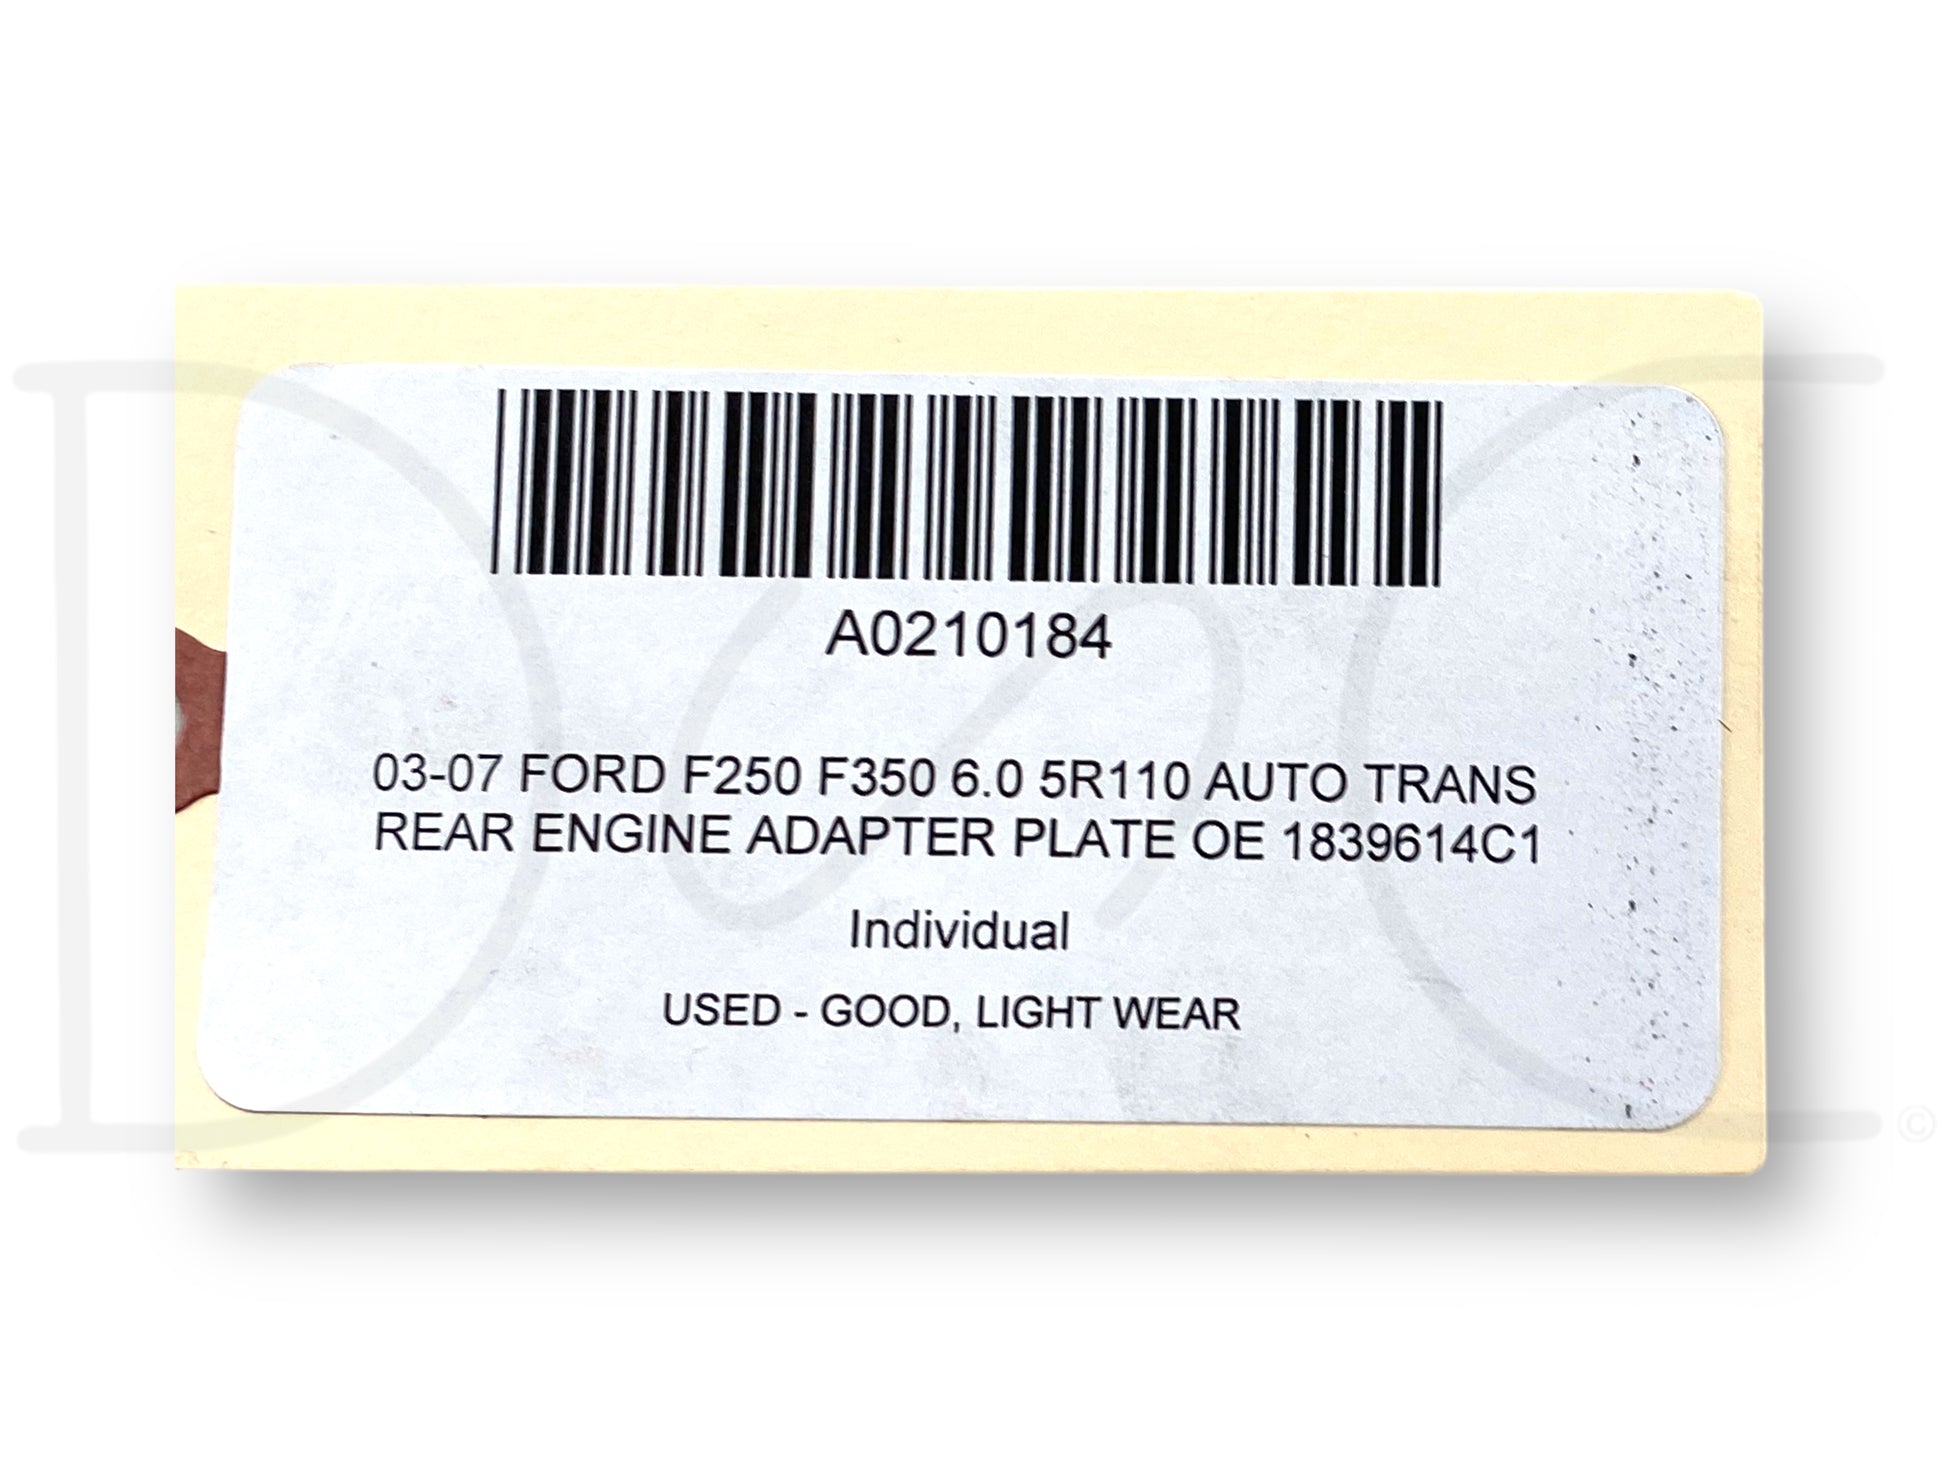 A0210184
03-07 FORD F250 F350 6.0 5R110 AUTO TRANS
REAR ENGINE ADAPTER PLATE OE 1839614C1
Individual
USED - GOOD, LIGHT WEAR
©